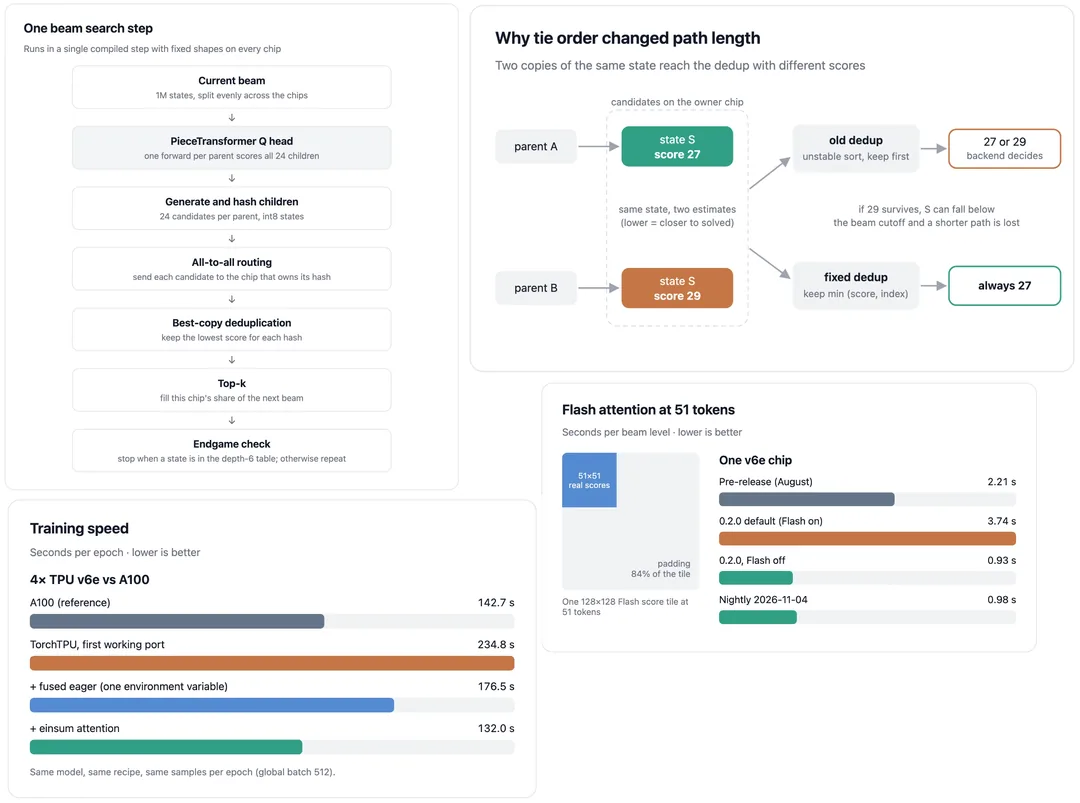 One beam search step
Runs in a single compiled step with fixed shapes on every chip
Current beam
1M states, split evenly across the chips
↓
PieceTransformer Q head
one forward per parent scores all 24 children
↓
Generate and hash children
24 candidates per parent, int8 states
↓
All-to-all routing
send each candidate to the chip that owns its hash
↓
Best-copy deduplication
keep the lowest score for each hash
↓
Top-k
fill this chip's share of the next beam
↓
Endgame check
stop when a state is in the depth-6 table; otherwise repeat
Why tie order changed path length
Two copies of the same state reach the dedup with different scores
candidates on the owner chip
parent A
state S
score 27
old dedup
unstable sort, keep first
27 or 29
backend decides
same state, two estimates
(lower = closer to solved)
if 29 survives, S can fall below
the beam cutoff and a shorter path is lost
parent B
state S
score 29
fixed dedup
keep min (score, index)
always 27
Flash attention at 51 tokens
Seconds per beam level · lower is better
51×51
real scores
padding
84% of the tile
One 128×128 Flash score tile at
51 tokens
One v6e chip
Pre-release (August) 2.21 s
0.2.0 default (Flash on) 3.74 s
0.2.0, Flash off 0.93 s
Nightly 2026-11-04 0.98 s
Training speed
Seconds per epoch · lower is better
4× TPU v6e vs A100
A100 (reference) 142.7 s
TorchTPU, first working port 234.8 s
+ fused eager (one environment variable) 176.5 s
+ einsum attention 132.0 s
Same model, same recipe, same samples per epoch (global batch 512).